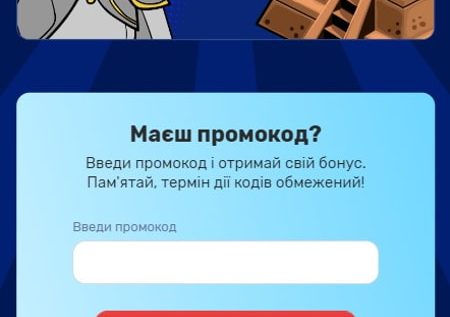 Маєш промокод?
Введи промокод і отримай свій бонус.
Пам'ятай, термін дії кодів обмежений!
Введи промокод